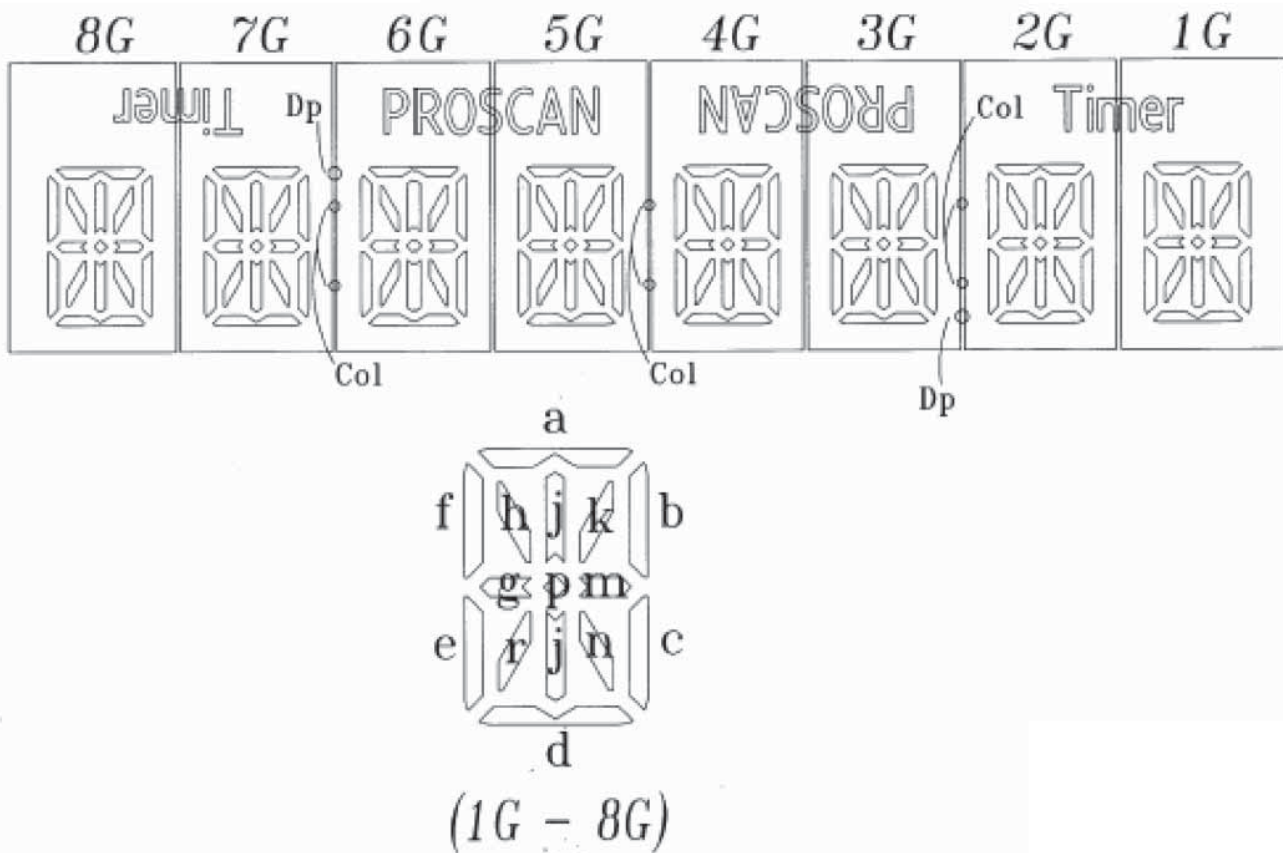 8G 7G 6G 5G 4G 3G 2G 1G
Timer Dp PROSCAN PROSCAN Col Timer
Col Col Dp
a
f h j k b
g p m
e r j n c
d
(1G - 8G)